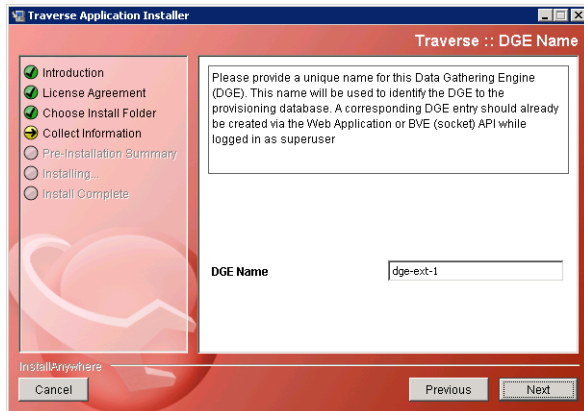 Traverse Application Installer
Traverse :: DGE Name
Introduction
License Agreement
Choose Install Folder
Collect Information
Pre-Installation Summary
Installing...
Install Complete
Please provide a unique name for this Data Gathering Engine
(DGE). This name will be used to identify the DGE to the
provisioning database. A corresponding DGE entry should already
be created via the Web Application or BVE (socket) API while
logged in as superuser
DGE Name
dge-ext-1
InstallAnywhere
Cancel
Previous
Next